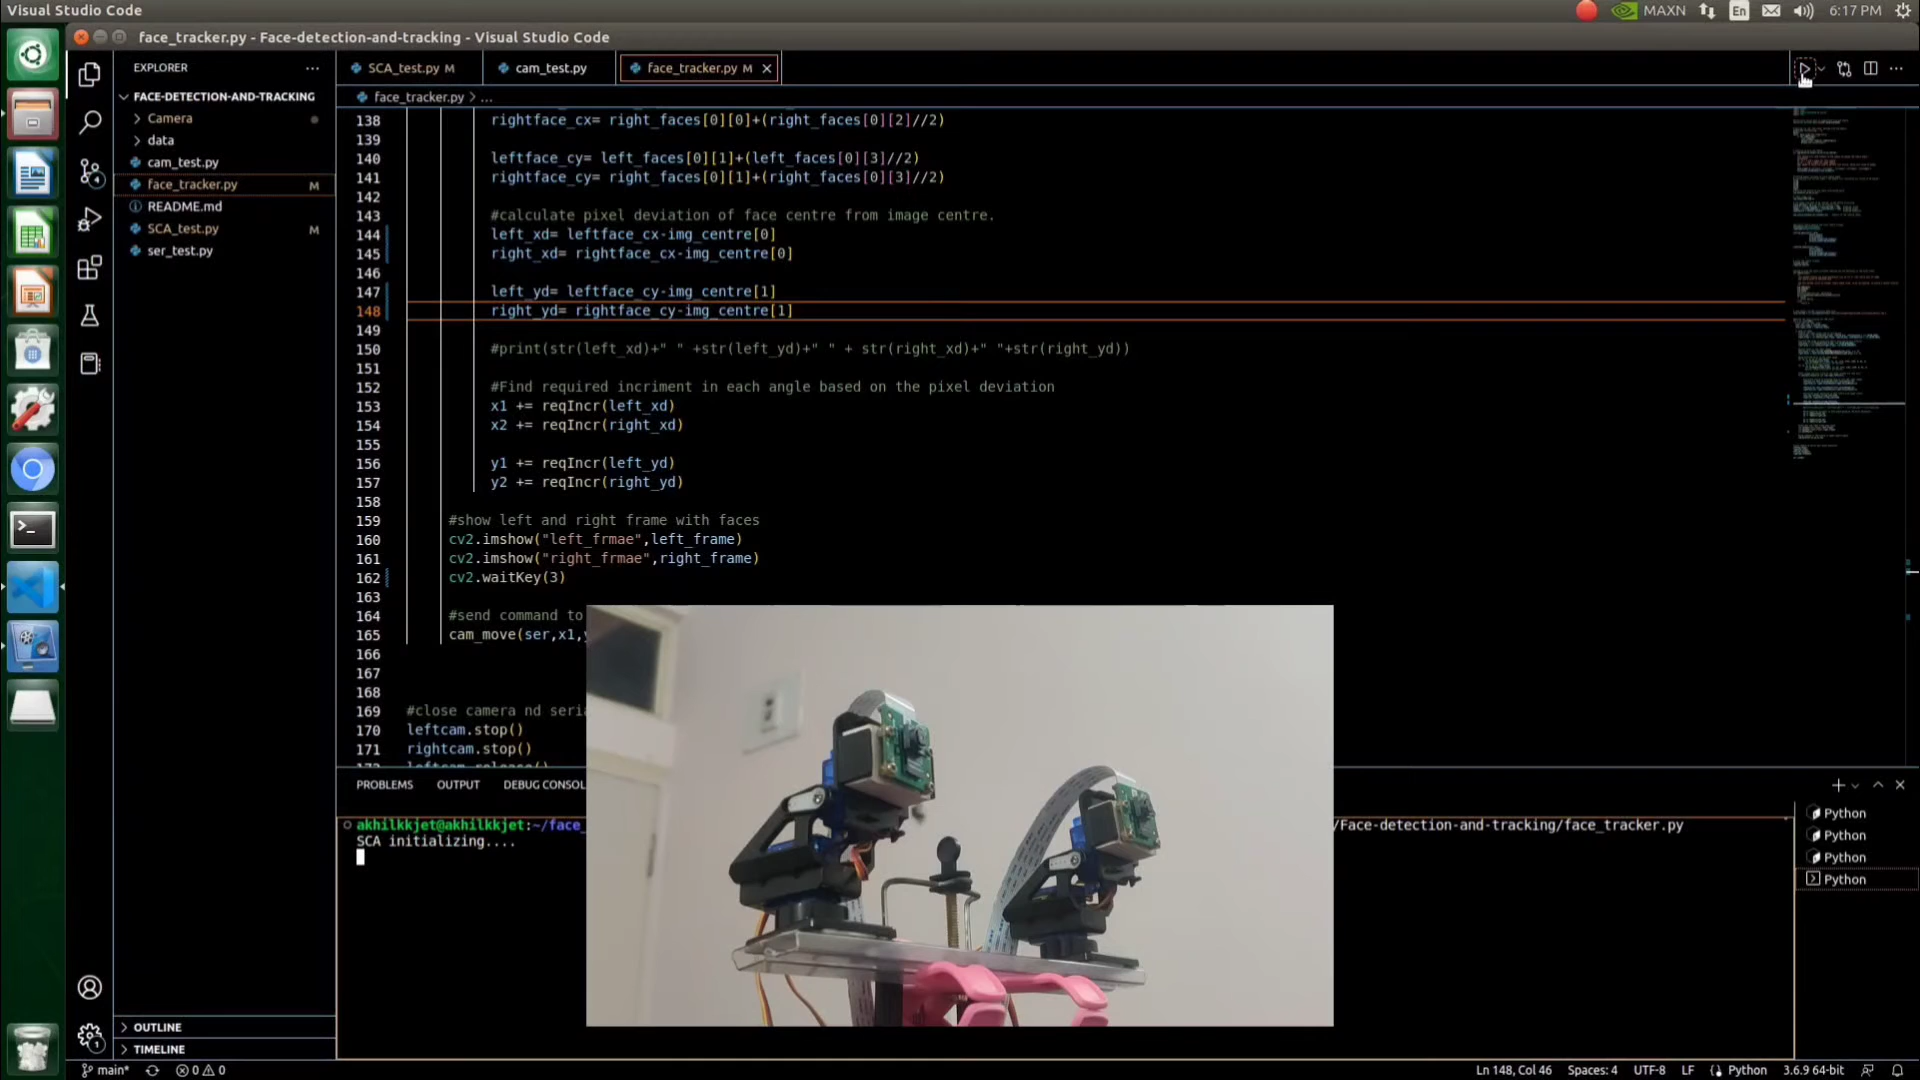 Visual Studio Code
MAXN
En
6:17 PM
face_tracker.py - Face-detection-and-tracking - Visual Studio Code
EXPLORER
FACE-DETECTION-AND-TRACKING
Camera
data
cam_test.py
face_tracker.py M
README.md
SCA_test.py M
ser_test.py
OUTLINE
TIMELINE
SCA_test.py M
cam_test.py
face_tracker.py M
face_tracker.py > ...
138 rightface_cx= right_faces[0][0]+(right_faces[0][2]//2)
139
140 leftface_cy= left_faces[0][1]+(left_faces[0][3]//2)
141 rightface_cy= right_faces[0][1]+(right_faces[0][3]//2)
142
143 #calculate pixel deviation of face centre from image centre.
144 left_xd= leftface_cx-img_centre[0]
145 right_xd= rightface_cx-img_centre[0]
146
147 left_yd= leftface_cy-img_centre[1]
148 right_yd= rightface_cy-img_centre[1]
149
150 #print(str(left_xd)+" " +str(left_yd)+" " + str(right_xd)+" "+str(right_yd))
151
152 #Find required incriment in each angle based on the pixel deviation
153 x1 += reqIncr(left_xd)
154 x2 += reqIncr(right_xd)
155
156 y1 += reqIncr(left_yd)
157 y2 += reqIncr(right_yd)
158
159 #show left and right frame with faces
160 cv2.imshow("left_frmae",left_frame)
161 cv2.imshow("right_frmae",right_frame)
162 cv2.waitKey(3)
163
164 #send command to
165 cam_move(ser,x1,y
166
167
168
169 #close camera nd seria
170 leftcam.stop()
171 rightcam.stop()
PROBLEMS OUTPUT DEBUG CONSOL
akhilkkjet@akhilkkjet:~/face_ /Face-detection-and-tracking/face_tracker.py
SCA initializing....
Python
Python
Python
Python
main* 0 0 Ln 148, Col 46 Spaces: 4 UTF-8 LF Python 3.6.9 64-bit